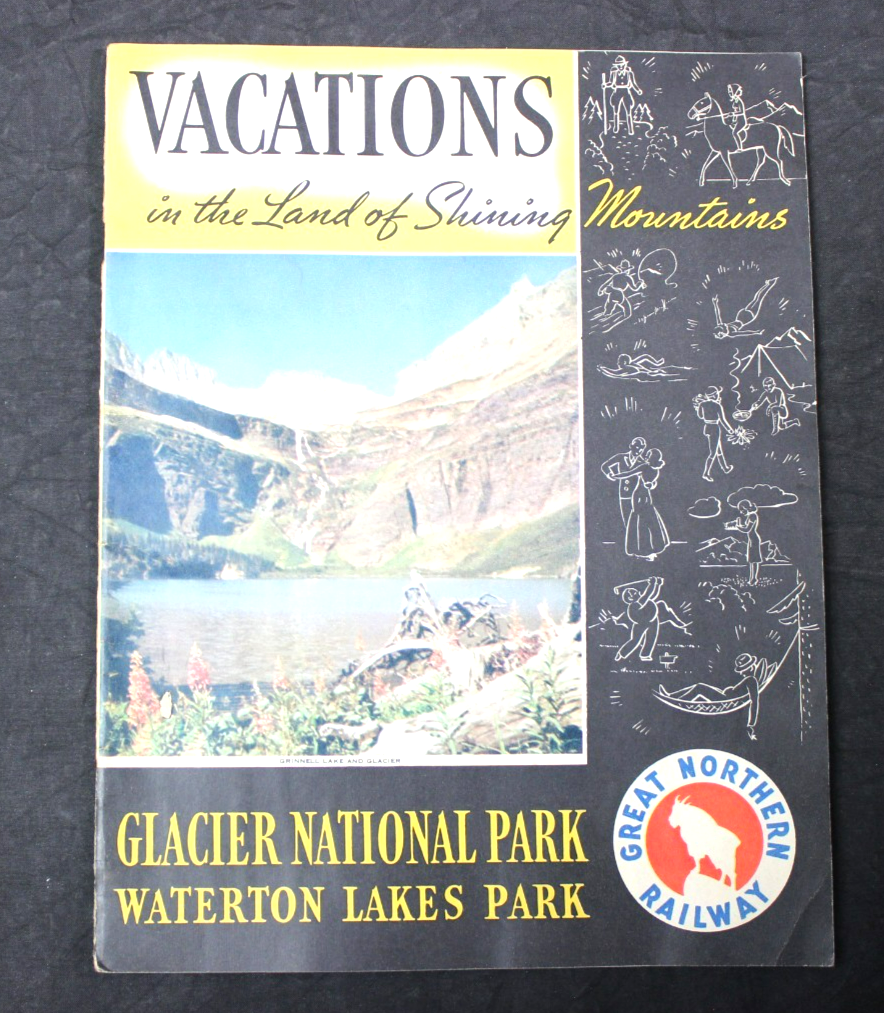 VACATIONS
in the Land of Shining Mountains
GRINNELL LAKE AND GLACIER
GLACIER NATIONAL PARK
WATERTON LAKES PARK
GREAT NORTHERN
RAILWAY